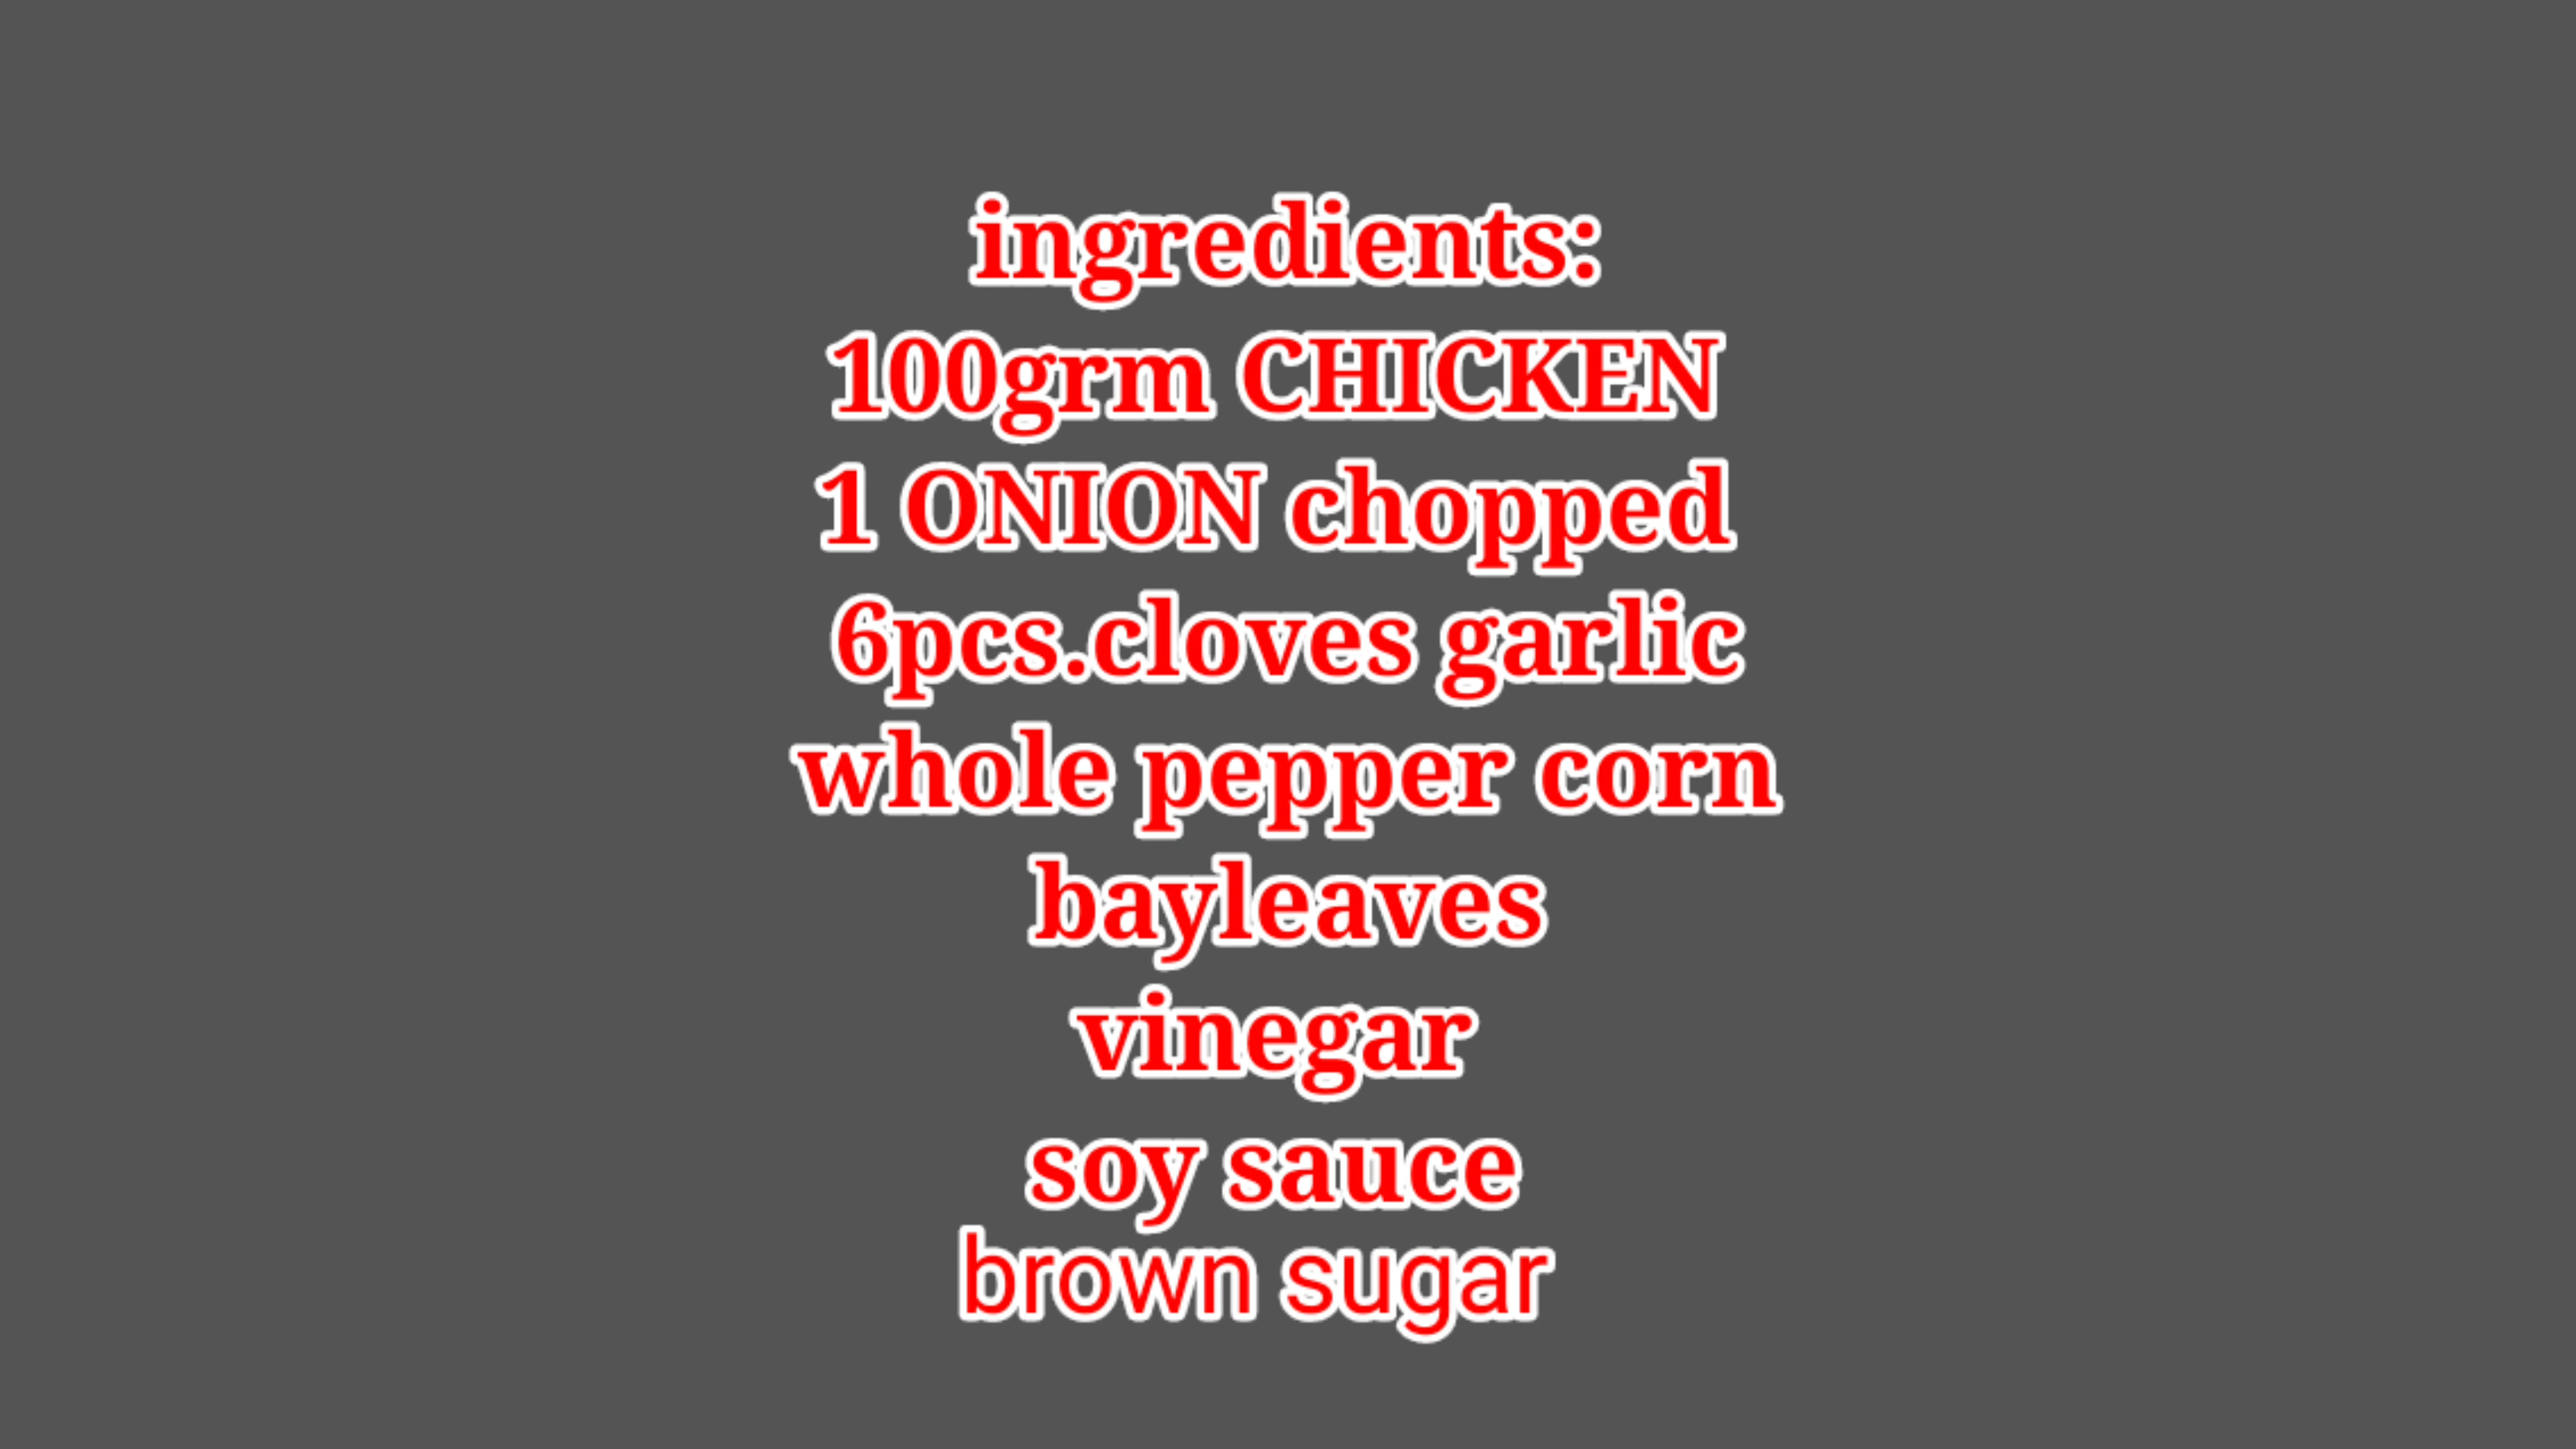 ingredients:
100grm CHICKEN
1 ONION chopped
6pcs.cloves garlic
whole pepper corn
bayleaves
vinegar
soy sauce
brown sugar